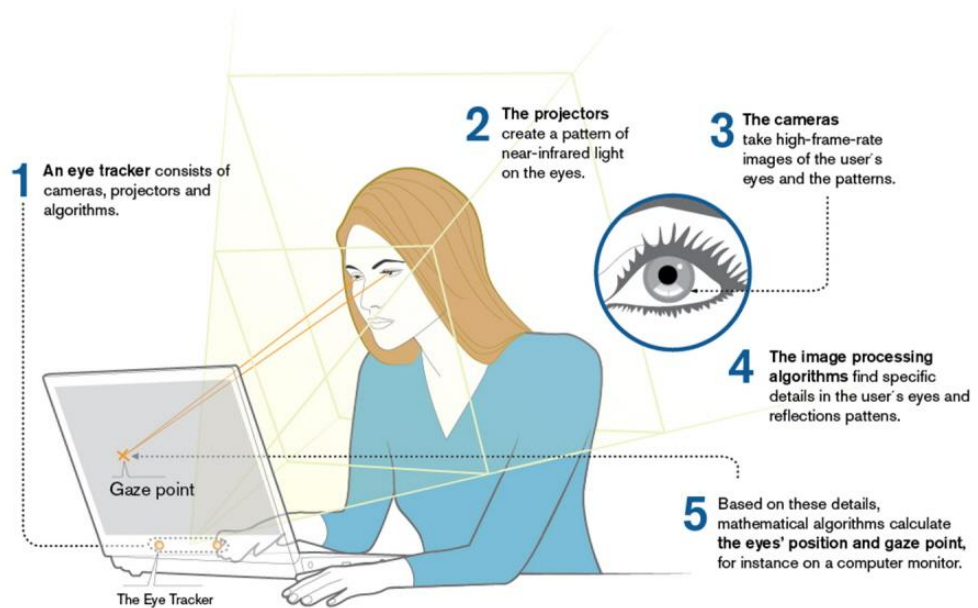 1 An eye tracker consists of
cameras, projectors and
algorithms.
2 The projectors
create a pattern of
near-infrared light
on the eyes.
3 The cameras
take high-frame-rate
images of the user´s
eyes and the patterns.
4 The image processing
algorithms find specific
details in the user´s eyes and
reflections pattens.
5 Based on these details,
mathematical algorithms calculate
the eyes’ position and gaze point,
for instance on a computer monitor.
Gaze point
The Eye Tracker